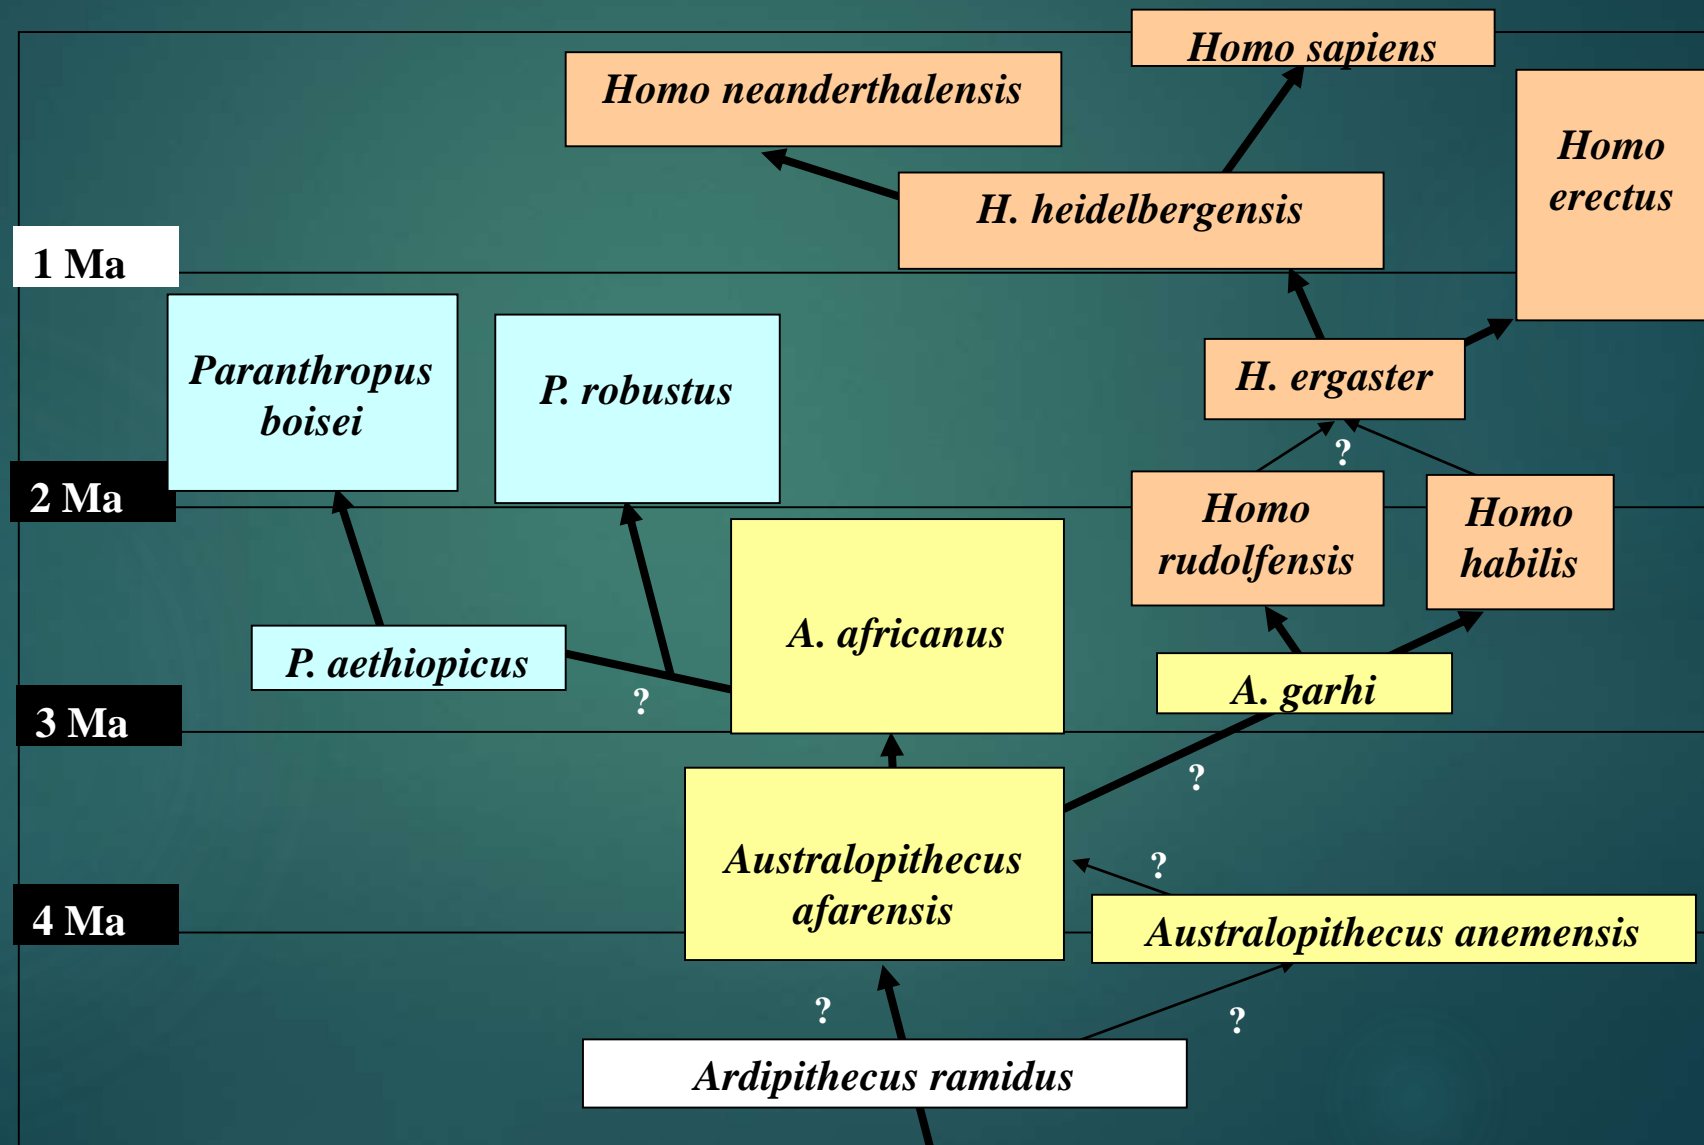 Homo sapiens
Homo neanderthalensis
Homo
erectus
H. heidelbergensis
1 Ma
Paranthropus
boisei
P. robustus
H. ergaster
?
2 Ma
Homo
rudolfensis
Homo
habilis
A. africanus
P. aethiopicus
A. garhi
?
3 Ma
?
Australopithecus
afarensis
?
4 Ma
Australopithecus anemensis
?
?
Ardipithecus ramidus